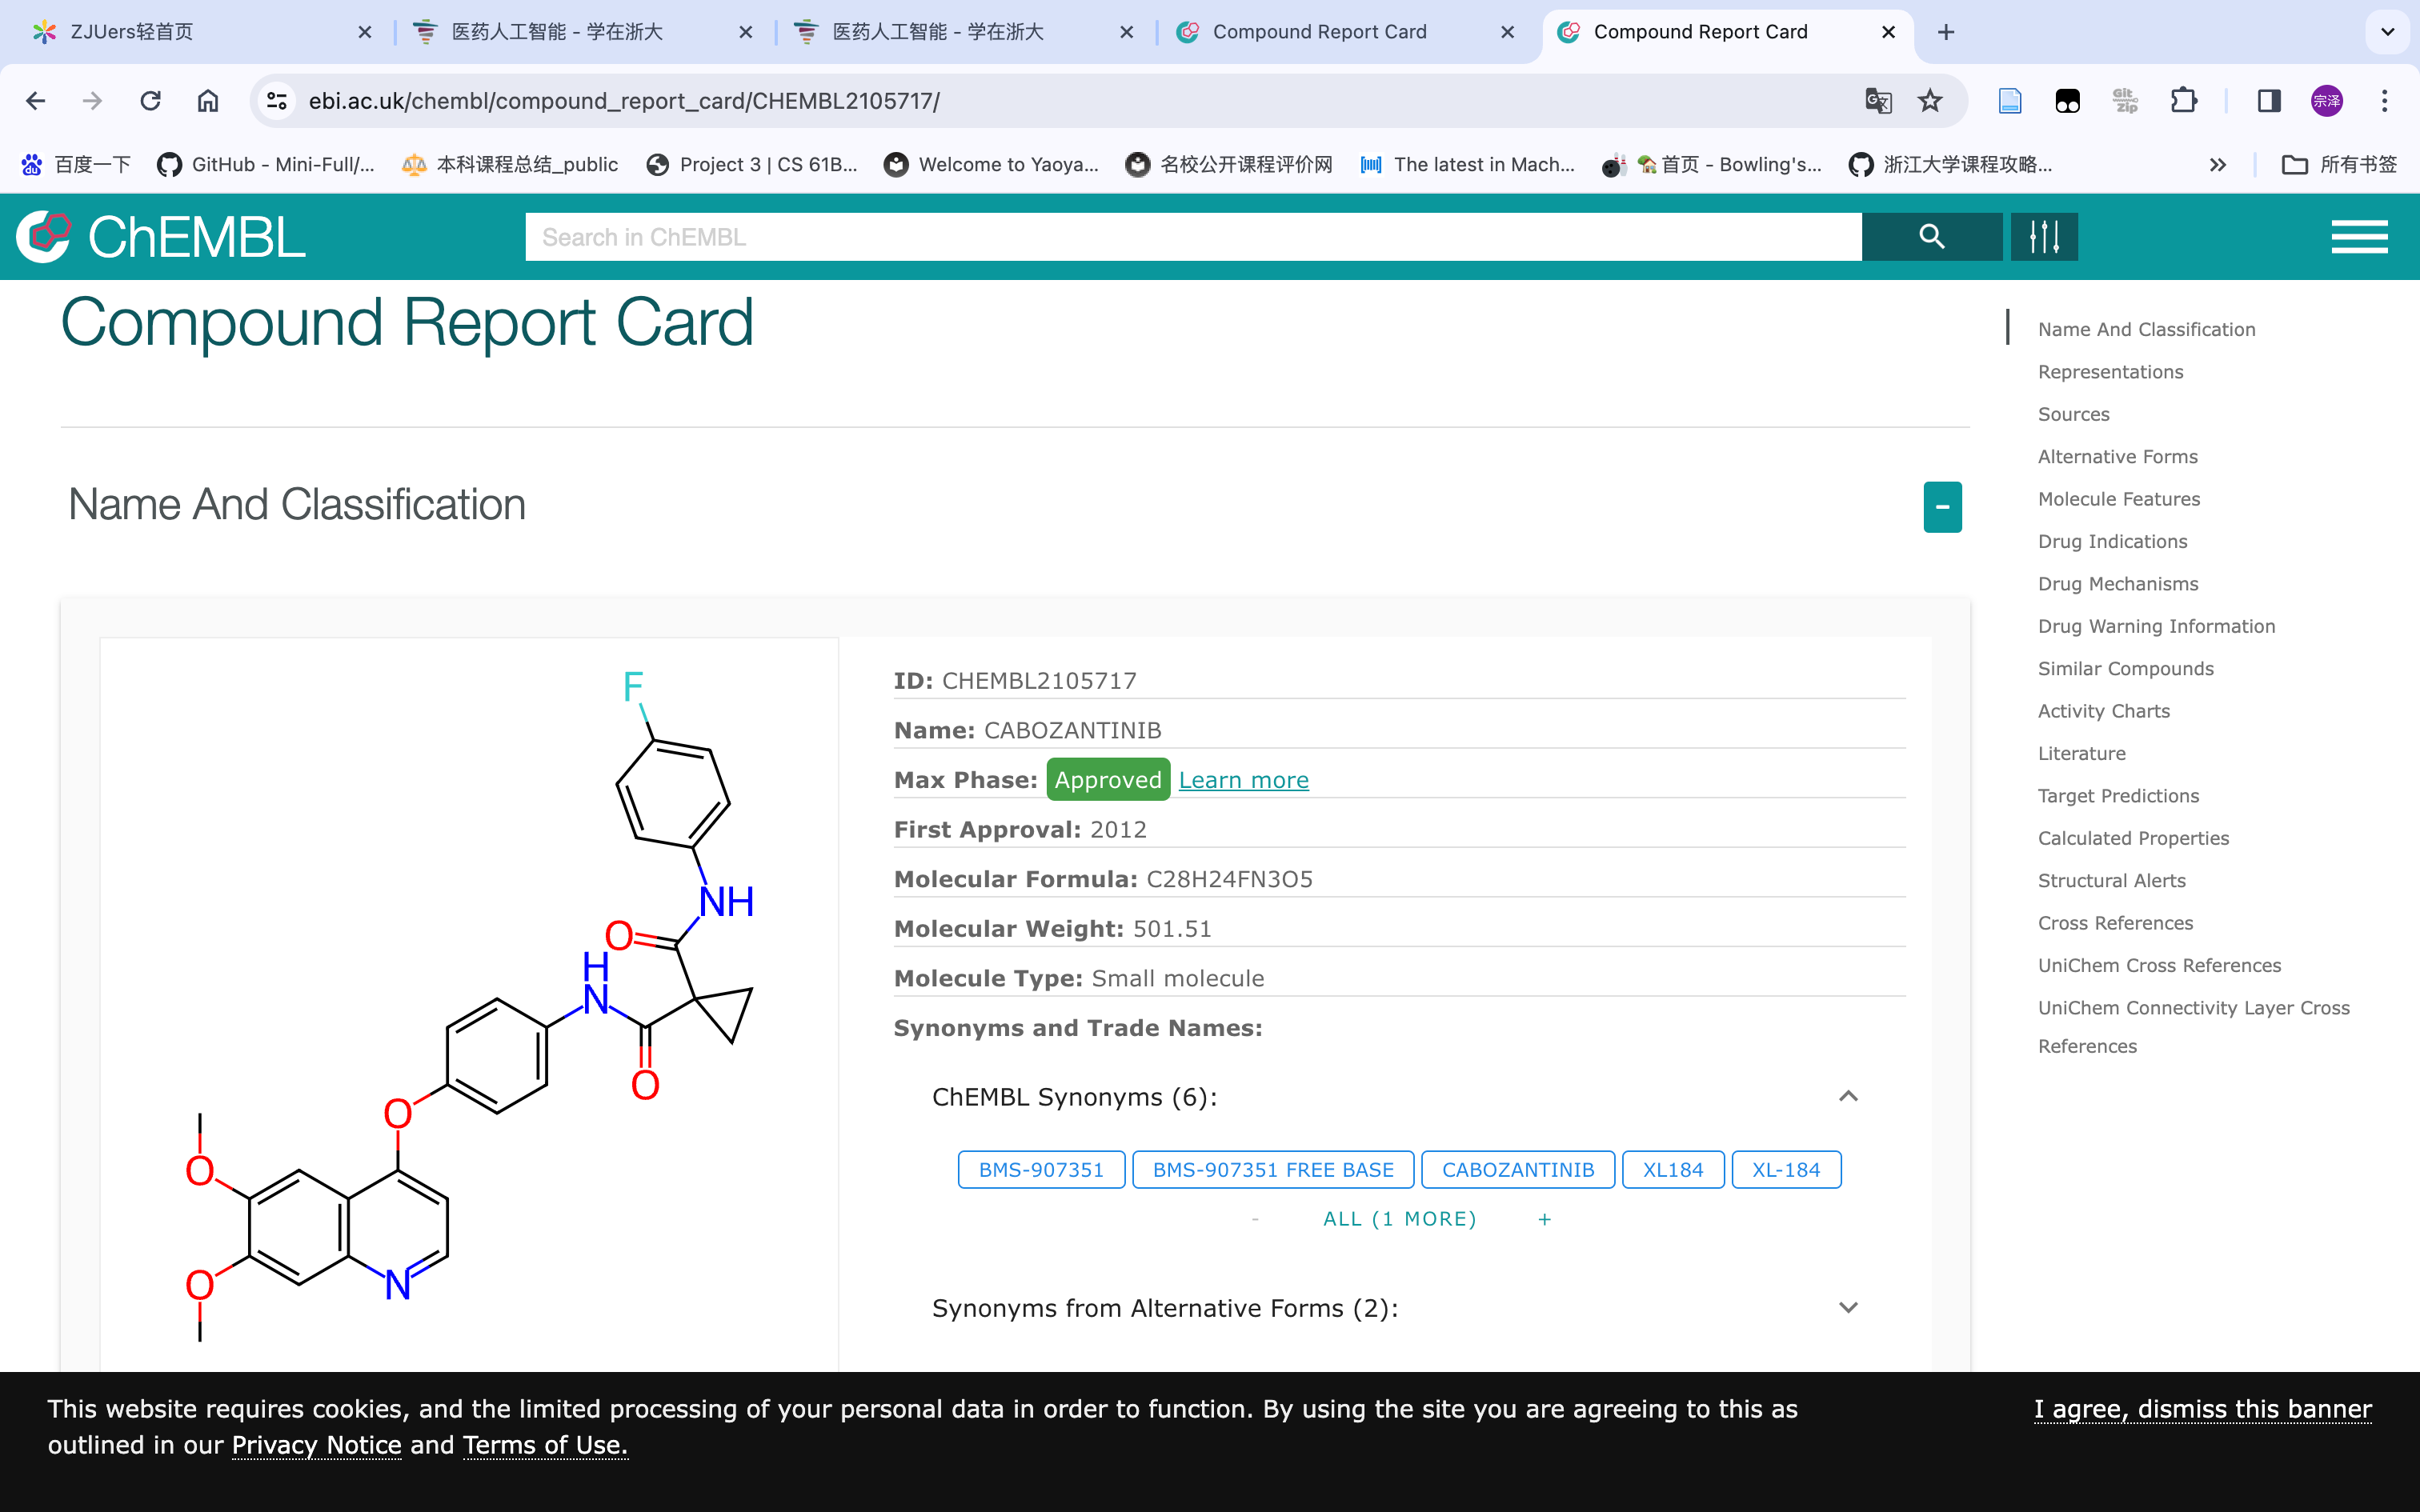 ZJUers轻首页
医药人工智能 - 学在浙大
医药人工智能 - 学在浙大
Compound Report Card
Compound Report Card
ebi.ac.uk/chembl/compound_report_card/CHEMBL2105717/
Git
zip
宗泽
百度一下
GitHub - Mini-Full/...
本科课程总结_public
Project 3 | CS 61B...
Welcome to Yaoya...
名校公开课程评价网
The latest in Mach...
首页 - Bowling's...
浙江大学课程攻略...
所有书签
ChEMBL
Search in ChEMBL
Compound Report Card
Name And Classification
Name And Classification
Representations
Sources
Alternative Forms
Molecule Features
Drug Indications
Drug Mechanisms
Drug Warning Information
Similar Compounds
Activity Charts
Literature
Target Predictions
Calculated Properties
Structural Alerts
Cross References
UniChem Cross References
UniChem Connectivity Layer Cross
References
F
NH
O
H
N
O
O
O
O
N
ID: CHEMBL2105717
Name: CABOZANTINIB
Max Phase: Approved Learn more
First Approval: 2012
Molecular Formula: C28H24FN3O5
Molecular Weight: 501.51
Molecule Type: Small molecule
Synonyms and Trade Names:
ChEMBL Synonyms (6):
BMS-907351 BMS-907351 FREE BASE CABOZANTINIB XL184 XL-184
- ALL (1 MORE) +
Synonyms from Alternative Forms (2):
This website requires cookies, and the limited processing of your personal data in order to function. By using the site you are agreeing to this as
outlined in our Privacy Notice and Terms of Use.
I agree, dismiss this banner